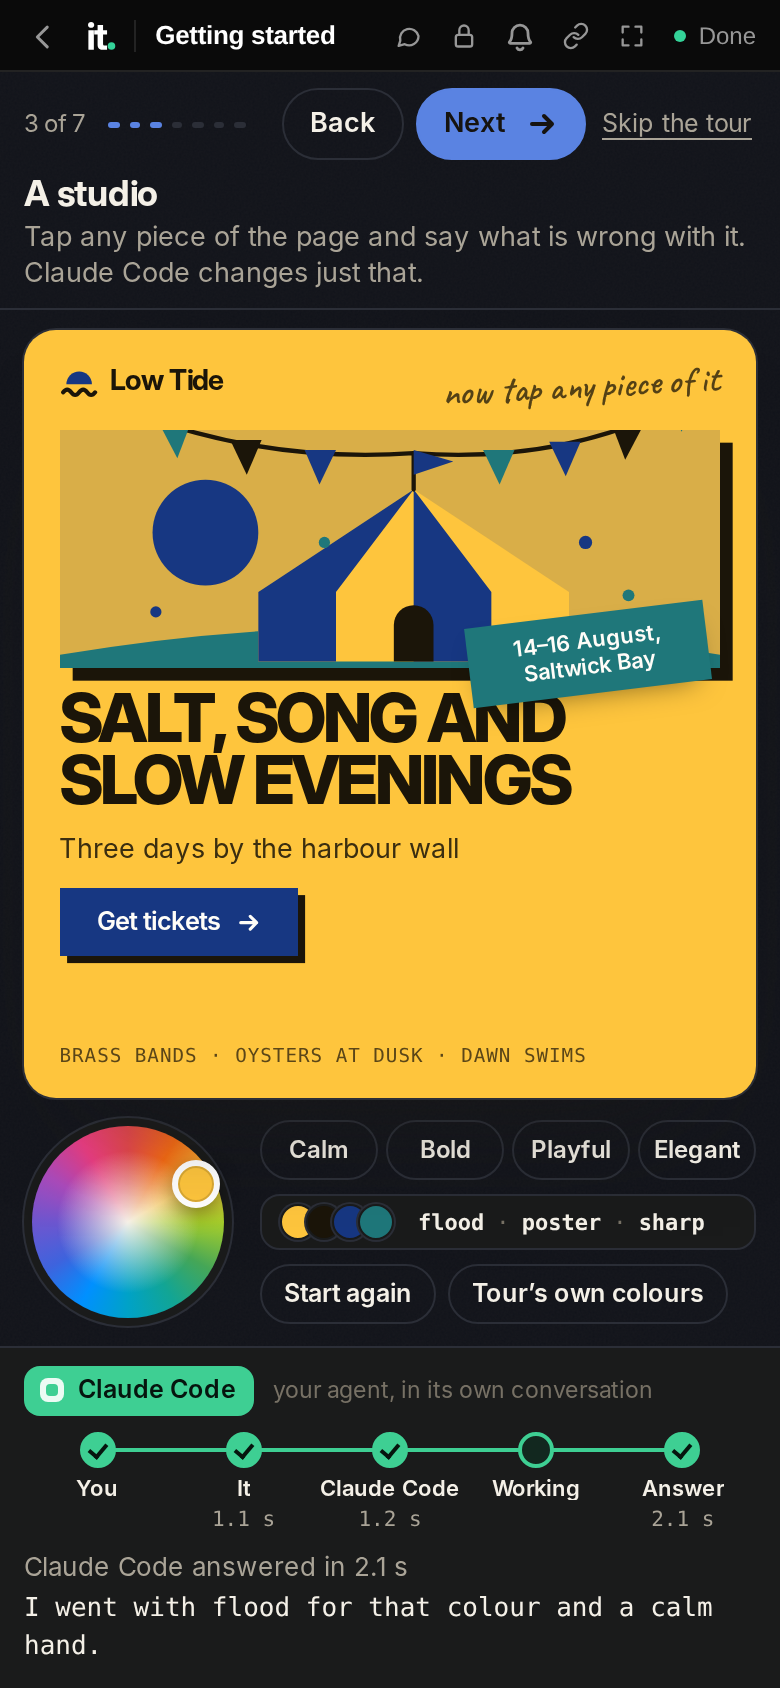 it.
Getting started
Done
3 of 7
Back
Next
Skip the tour
A studio
Tap any piece of the page and say what is wrong with it.
Claude Code changes just that.
Low Tide
now tap any piece of it
14–16 August,
Saltwick Bay
SALT, SONG AND
SLOW EVENINGS
Three days by the harbour wall
Get tickets
BRASS BANDS · OYSTERS AT DUSK · DAWN SWIMS
Calm
Bold
Playful
Elegant
flood · poster · sharp
Start again
Tour’s own colours
Claude Code
your agent, in its own conversation
You
It
Claude Code
Working
Answer
1.1 s
1.2 s
2.1 s
Claude Code answered in 2.1 s
I went with flood for that colour and a calm
hand.